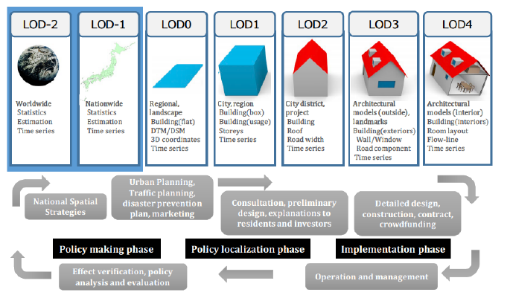 LOD-2
LOD-1
LOD0
LOD1
LOD2
LOD3
LOD4
Worldwide
Statistics
Estimation
Time series
Nationwide
Statistics
Estimation
Time series
Regional,
landscape
Building(flat)
DTM/DSM
3D coordinates
Time series
City, region
Building(box)
Building(usage)
Storeys
Time series
City district,
project
Building
Roof
Road width
Time series
Architectural
models (outside),
landmarks
Building(exteriors)
Wall/Window
Road component
Time series
Architectural
models (interior)
Building(interiors)
Room layout
Flow-line
Time series
National Spatial
Strategies
Urban Planning,
Traffic planning,
disaster prevention
plan, marketing
Consultation, preliminary
design, explanations to
residents and investors
Detailed design,
construction, contract,
crowdfunding
Policy making phase
Policy localization phase
Implementation phase
Effect verification, policy
analysis and evaluation
Operation and management